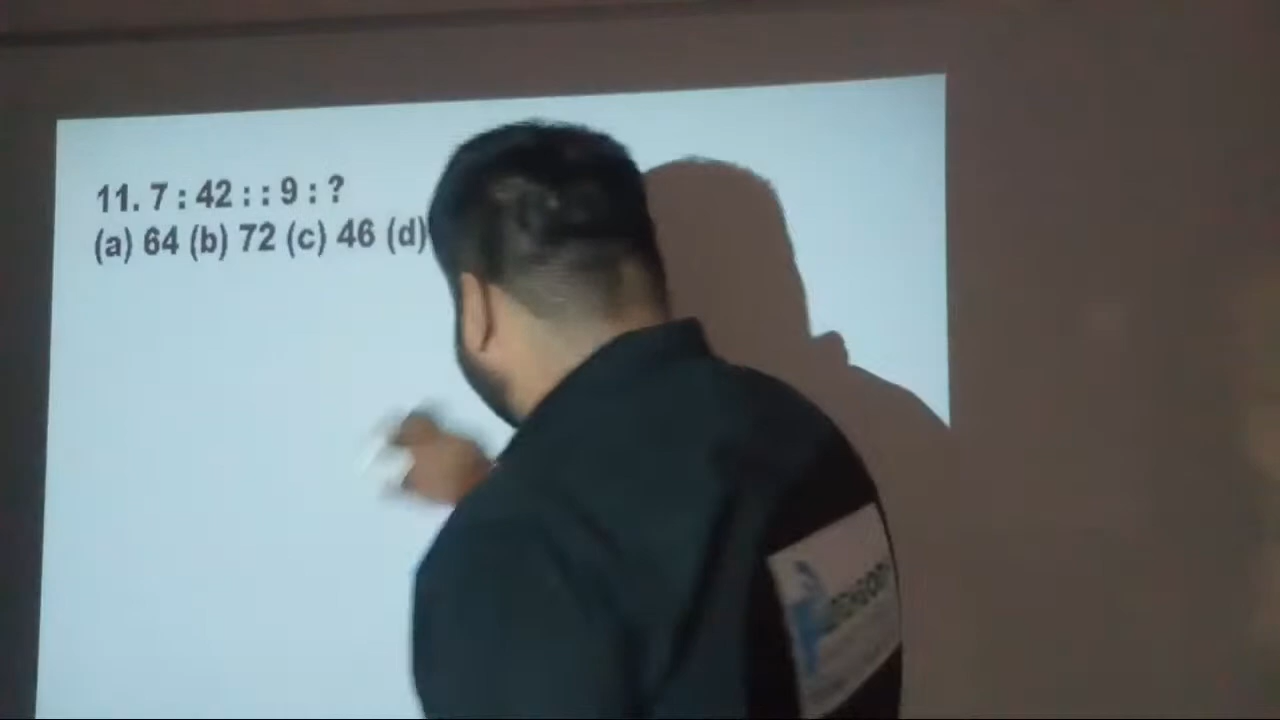 11. 7 : 42 : : 9 : ?
(a) 64 (b) 72 (c) 46 (d)